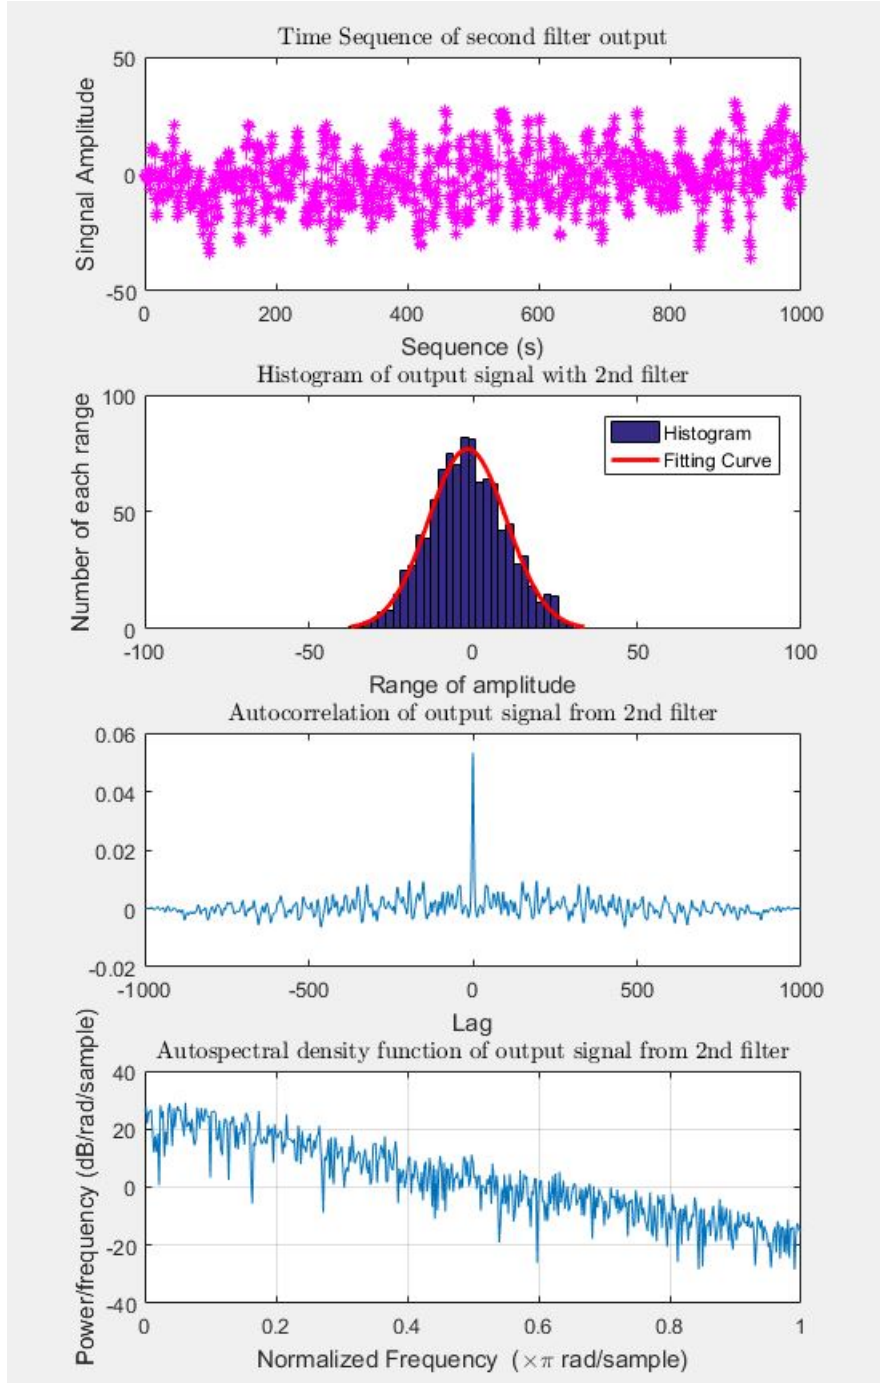 Time Sequence of second filter output
Singnal Amplitude
50
0
-50
0 200 400 600 800 1000
Sequence (s)
Histogram of output signal with 2nd filter
Number of each range
100
50
0
Histogram
Fitting Curve
-100 -50 0 50 100
Range of amplitude
Autocorrelation of output signal from 2nd filter
0.06
0.04
0.02
0
-0.02
-1000 -500 0 500 1000
Lag
Autospectral density function of output signal from 2nd filter
Power/frequency (dB/rad/sample)
40
20
0
-20
-40
0 0.2 0.4 0.6 0.8 1
Normalized Frequency (×π rad/sample)